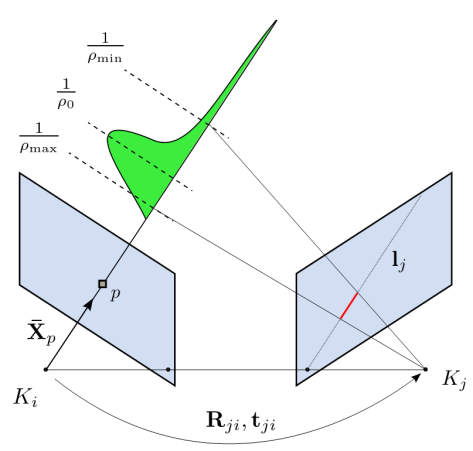 1/ρ_min
1/ρ_0
1/ρ_max
l_j
p
X̄_p
K_i
K_j
R_ji, t_ji